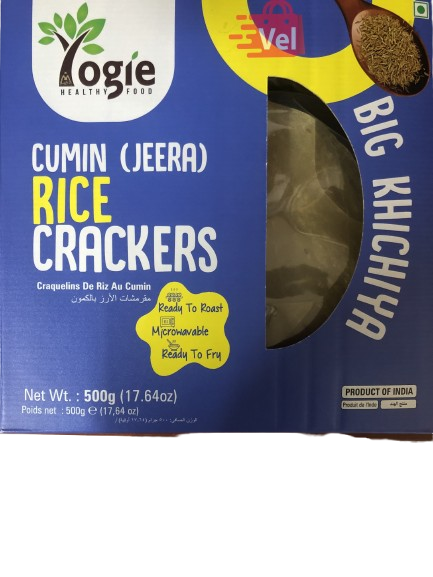 Vel
Yogie
HEALTHY FOOD
BIG KHICHIYA
CUMIN (JEERA)
RICE
CRACKERS
Craquelins De Riz Au Cumin
مقرمشات الأرز بالكمون
Ready To Roast
Microwavable
Ready To Fry
Net Wt. : 500g (17.64oz)
Poids net : 500g ℮ (17,64 oz)
PRODUCT OF INDIA
Produit de l'Inde
منتج الهند